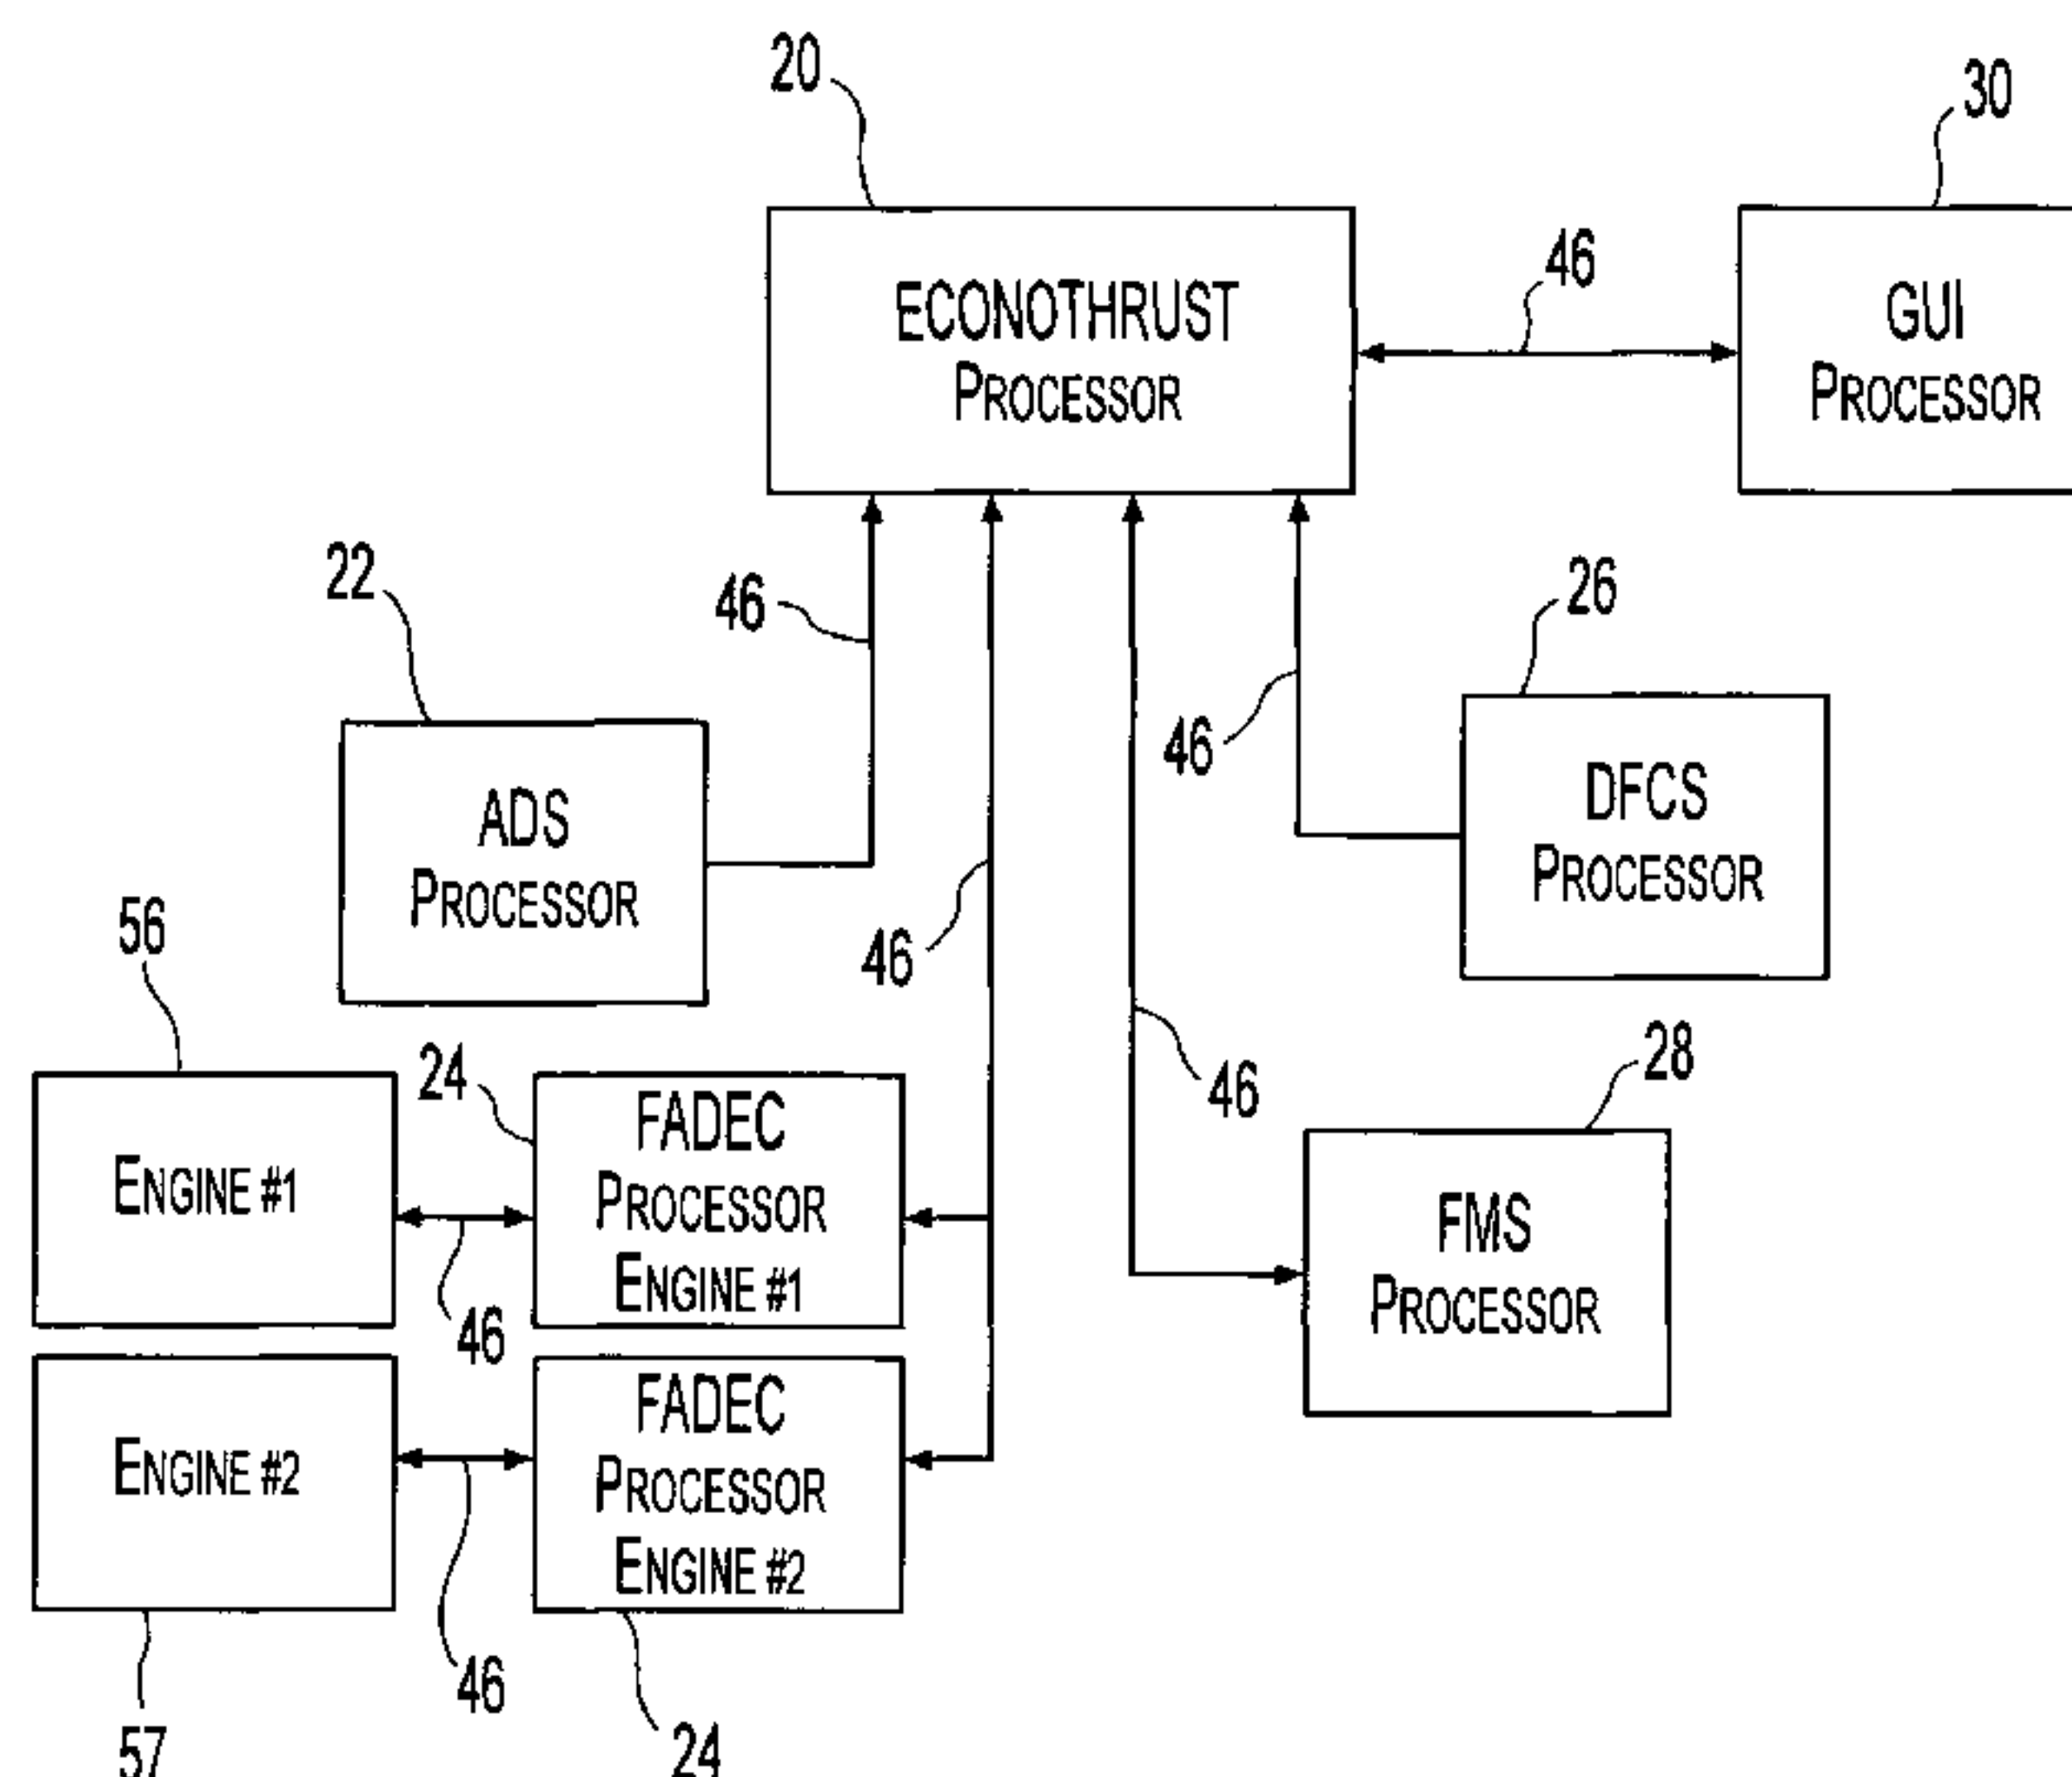 20
30
ECONOTHRUST
PROCESSOR
46
GUI
PROCESSOR
22
46
26
46
ADS
PROCESSOR
DFCS
PROCESSOR
56
46
24
46
28
ENGINE #1
FADEC
PROCESSOR
ENGINE #1
FMS
PROCESSOR
46
ENGINE #2
FADEC
PROCESSOR
ENGINE #2
46
57
24